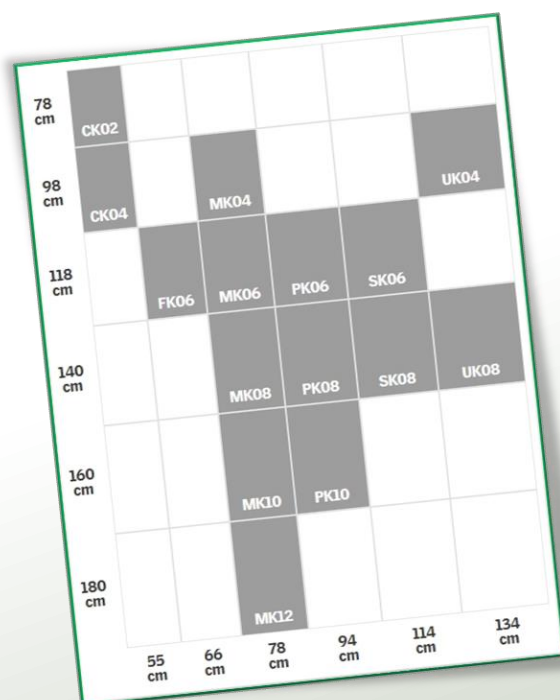 78
cm
CK02
98
cm
CK04
MK04
UK04
118
cm
FK06
MK06
PK06
SK06
140
cm
MK08
PK08
SK08
UK08
160
cm
MK10
PK10
180
cm
MK12
55
cm
66
cm
78
cm
94
cm
114
cm
134
cm